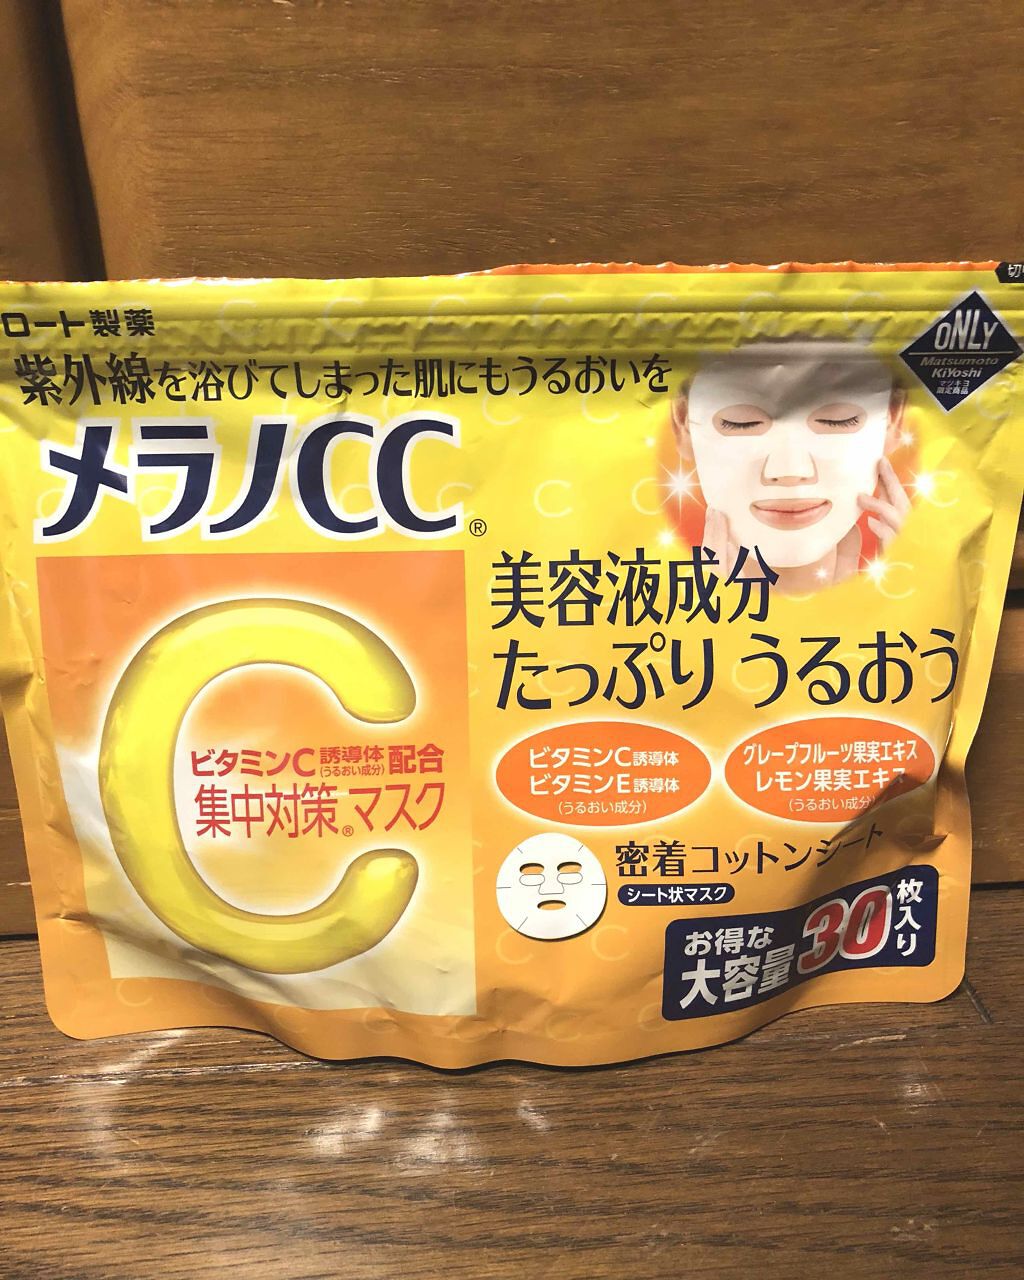 切
ロート製薬
ONLY
Matsumoto
KiYoshi
マツキヨ
限定商品
紫外線を浴びてしまった肌にもうるおいを
メラノCC®
美容液成分
たっぷりうるおう
ビタミンC誘導体配合
(うるおい成分)
集中対策®マスク
ビタミンC誘導体
ビタミンE誘導体
(うるおい成分)
グレープフルーツ果実エキス
レモン果実エキス
(うるおい成分)
密着コットンシート
シート状マスク
お得な
大容量30枚入り